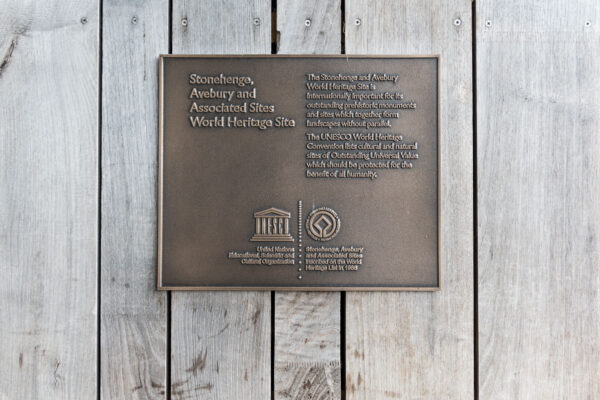 Stonehenge,
Avebury and
Associated Sites
World Heritage Site
The Stonehenge and Avebury
World Heritage Site is
internationally important for its
outstanding prehistoric monuments
and sites which together form
landscapes without parallel.
The UNESCO World Heritage
Convention lists cultural and natural
sites of Outstanding Universal Value
which should be protected for the
benefit of all humanity.
UNESCO
United Nations
Educational, Scientific and
Cultural Organization
Stonehenge, Avebury
and Associated Sites
inscribed on the World
Heritage List in 1986